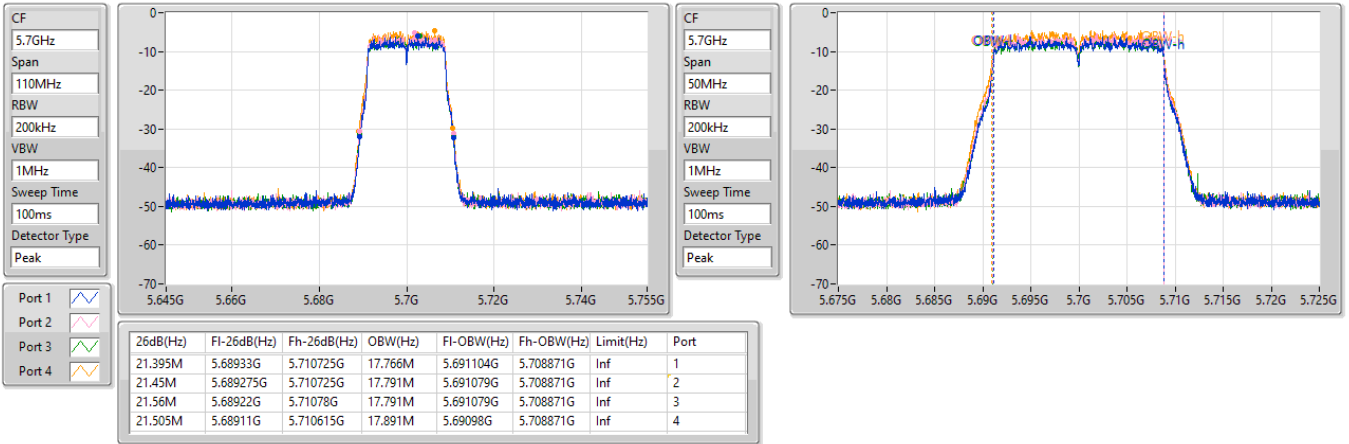 CF
5.7GHz
Span
110MHz
RBW
200kHz
VBW
1MHz
Sweep Time
100ms
Detector Type
Peak
0-
-10-
-20-
-30-
-40-
-50-
-60-
-70-
5.645G 5.66G 5.68G 5.7G 5.72G 5.74G 5.755G
CF
5.7GHz
Span
50MHz
RBW
200kHz
VBW
1MHz
Sweep Time
100ms
Detector Type
Peak
0-
-10-
-20-
-30-
-40-
-50-
-60-
-70-
OBW-h
5.675G 5.68G 5.685G 5.69G 5.695G 5.7G 5.705G 5.71G 5.715G 5.72G 5.725G
Port 1
Port 2
Port 3
Port 4
26dB(Hz) Fl-26dB(Hz) Fh-26dB(Hz) OBW(Hz) Fl-OBW(Hz) Fh-OBW(Hz) Limit(Hz) Port
21.395M 5.68933G 5.710725G 17.766M 5.691104G 5.708871G Inf 1
21.45M 5.689275G 5.710725G 17.791M 5.691079G 5.708871G Inf 2
21.56M 5.68922G 5.71078G 17.791M 5.691079G 5.708871G Inf 3
21.505M 5.68911G 5.710615G 17.891M 5.69098G 5.708871G Inf 4